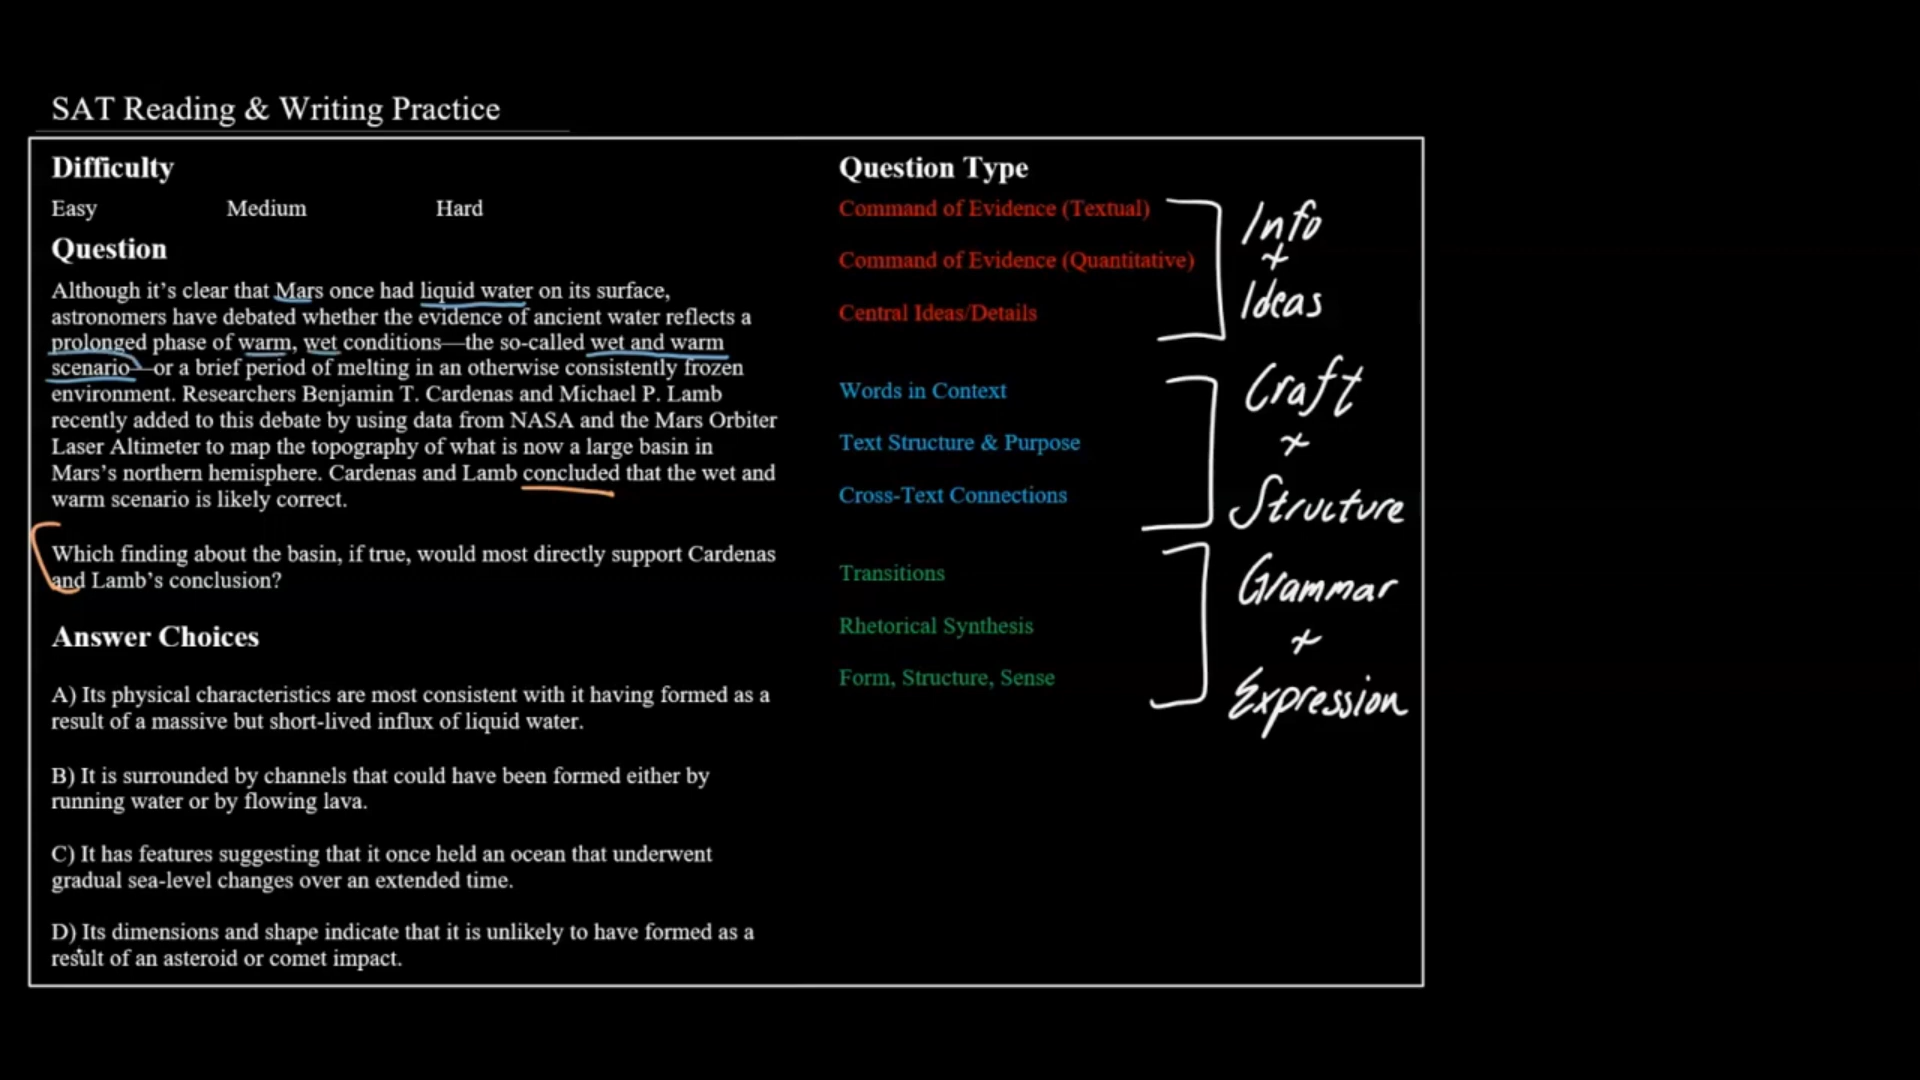 SAT Reading & Writing Practice
Difficulty
Easy Medium Hard
Question
Although it’s clear that Mars once had liquid water on its surface,
astronomers have debated whether the evidence of ancient water reflects a
prolonged phase of warm, wet conditions—the so-called wet and warm
scenario—or a brief period of melting in an otherwise consistently frozen
environment. Researchers Benjamin T. Cardenas and Michael P. Lamb
recently added to this debate by using data from NASA and the Mars Orbiter
Laser Altimeter to map the topography of what is now a large basin in
Mars’s northern hemisphere. Cardenas and Lamb concluded that the wet and
warm scenario is likely correct.
Which finding about the basin, if true, would most directly support Cardenas
and Lamb’s conclusion?
Answer Choices
A) Its physical characteristics are most consistent with it having formed as a
result of a massive but short-lived influx of liquid water.
B) It is surrounded by channels that could have been formed either by
running water or by flowing lava.
C) It has features suggesting that it once held an ocean that underwent
gradual sea-level changes over an extended time.
D) Its dimensions and shape indicate that it is unlikely to have formed as a
result of an asteroid or comet impact.
Question Type
Command of Evidence (Textual)
Command of Evidence (Quantitative)
Central Ideas/Details
Words in Context
Text Structure & Purpose
Cross-Text Connections
Transitions
Rhetorical Synthesis
Form, Structure, Sense
Info
+
Ideas
Craft
+
Structure
Grammar
+
Expression